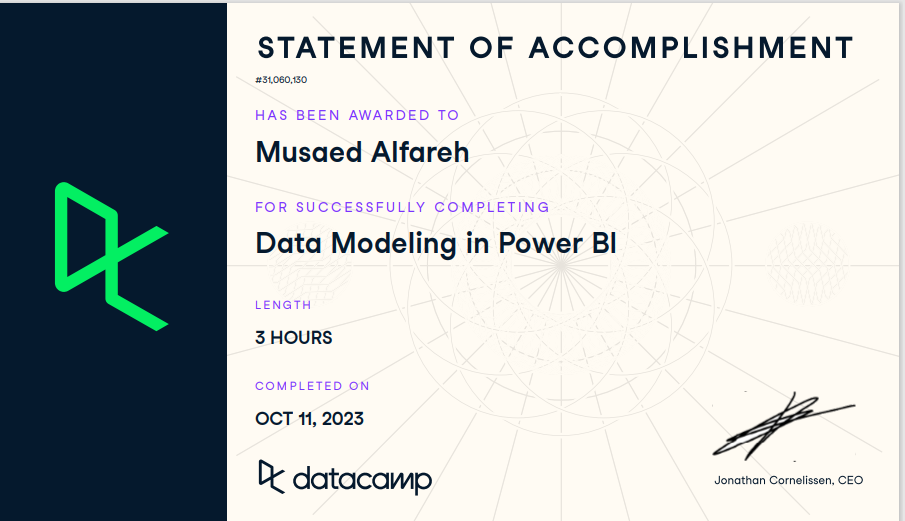 STATEMENT OF ACCOMPLISHMENT
#31,060,130
HAS BEEN AWARDED TO
Musaed Alfareh
FOR SUCCESSFULLY COMPLETING
Data Modeling in Power BI
LENGTH
3 HOURS
COMPLETED ON
OCT 11, 2023
datacamp
Jonathan Cornelissen, CEO